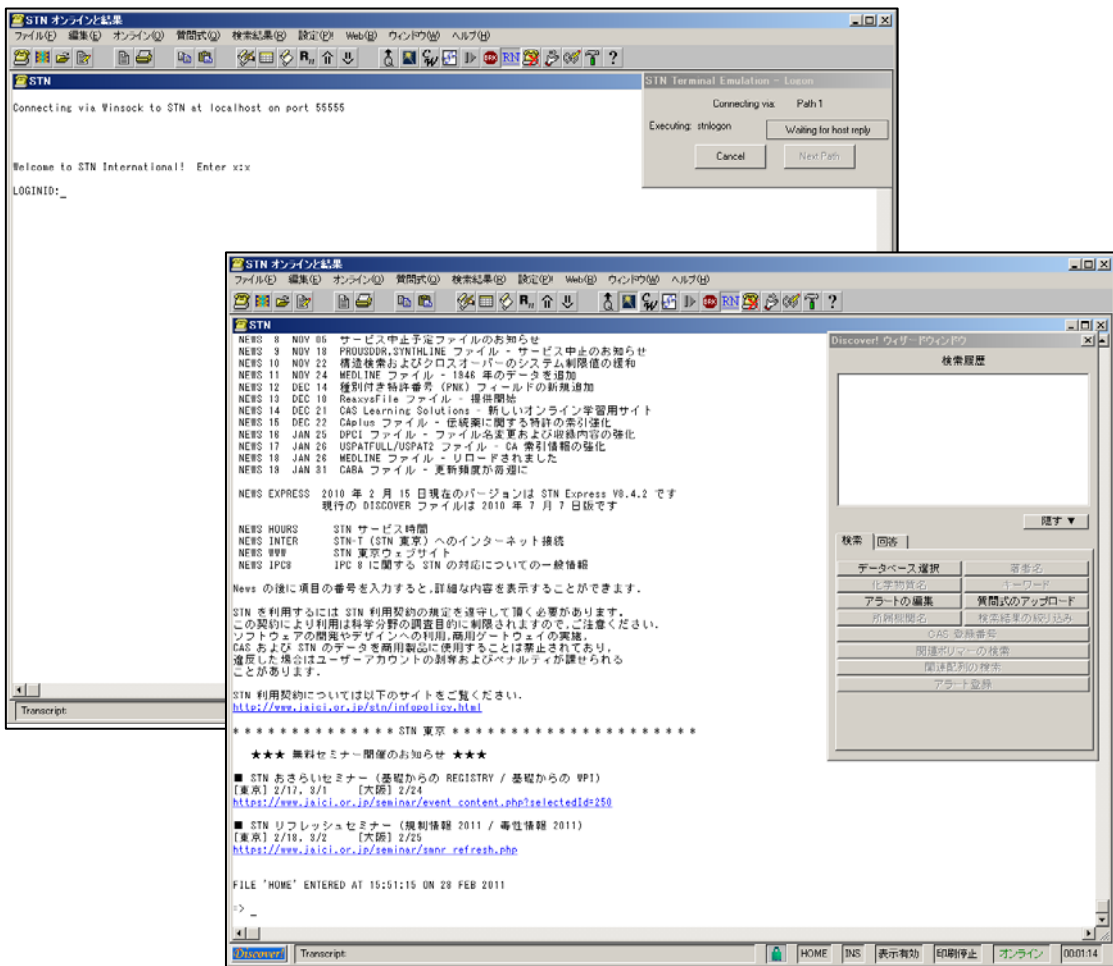 STN オンラインと結果
ファイル(F) 編集(E) オンライン(O) 質問式(Q) 検索結果(R) 設定(P)! Web(B) ウィンドウ(W) ヘルプ(H)
STN
Connecting via Winsock to STN at localhost on port 55555
Welcome to STN International! Enter x:x
LOGINID:_
STN Terminal Emulation - Logon
Connecting via: Path 1
Executing: stnlogon Waiting for host reply
Cancel Next Path
Transcript:
STN オンラインと結果
ファイル(F) 編集(E) オンライン(O) 質問式(Q) 検索結果(R) 設定(P)! Web(B) ウィンドウ(W) ヘルプ(H)
STN
NEWS 8 NOV 05 サービス中止予定ファイルのお知らせ
NEWS 9 NOV 18 PROUSDDR,SYNTHLINE ファイル - サービス中止のお知らせ
NEWS 10 NOV 22 構造検索およびクロスオーバーのシステム制限値の緩和
NEWS 11 NOV 24 MEDLINE ファイル - 1946 年のデータを追加
NEWS 12 DEC 14 種別付き特許番号 (PNK) フィールドの新規追加
NEWS 13 DEC 10 ReaxysFile ファイル - 提供開始
NEWS 14 DEC 21 CAS Learning Solutions - 新しいオンライン学習用サイト
NEWS 15 DEC 22 CAplus ファイル - 伝統薬に関する特許の索引強化
NEWS 16 JAN 25 DPCI ファイル - ファイル名変更および収録内容の強化
NEWS 17 JAN 26 USPATFULL/USPAT2 ファイル - CA 索引情報の強化
NEWS 18 JAN 26 MEDLINE ファイル - リロードされました
NEWS 19 JAN 31 CABA ファイル - 更新頻度が毎週に
NEWS EXPRESS 2010 年 2 月 15 日現在のバージョンは STN Express V8.4.2 です
現行の DISCOVER ファイルは 2010 年 7 月 7 日版です
NEWS HOURS STN サービス時間
NEWS INTER STN-T (STN 東京) へのインターネット接続
NEWS WWW STN 東京ウェブサイト
NEWS IPC8 IPC 8 に関する STN の対応についての一般情報
News の後に項目の番号を入力すると,詳細な内容を表示することができます.
STN を利用するには STN 利用契約の規定を遵守して頂く必要があります.
この契約により利用は科学分野の調査目的に制限されますので,ご注意ください.
ソフトウェアの開発やデザインへの利用,商用ゲートウェイの実施,
CAS および STN のデータを商用製品に使用することは禁止されており,
違反した場合はユーザーアカウントの剥奪およびペナルティが課せられる
ことがあります.
STN 利用契約については以下のサイトをご覧ください.
http://www.jaici.or.jp/stn/infopolicy.html
* * * * * * * * * * * * * * STN 東京 * * * * * * * * * * * * * * * * * * * * * *
★★★ 無料セミナー開催のお知らせ ★★★
■ STN おさらいセミナー (基礎からの REGISTRY / 基礎からの WPI)
[東京] 2/17, 3/1 [大阪] 2/24
https://www.jaici.or.jp/seminar/event_content.php?selectedId=250
■ STN リフレッシュセミナー (規制情報 2011 / 毒性情報 2011)
[東京] 2/18, 3/2 [大阪] 2/25
https://www.jaici.or.jp/seminar/smnr_refresh.php
FILE 'HOME' ENTERED AT 15:51:15 ON 28 FEB 2011
=> _
Discover! ウィザードウィンドウ
検索履歴
隠す ▼
検索 回答
データベース選択 著者名
化学物質名 キーワード
アラートの編集 質問式のアップロード
所属機関名 検索結果の絞り込み
CAS 登録番号
関連ポリマーの検索
関連配列の検索
アラート登録
Discover! Transcript: HOME INS 表示有効 印刷停止 オンライン 00:01:14